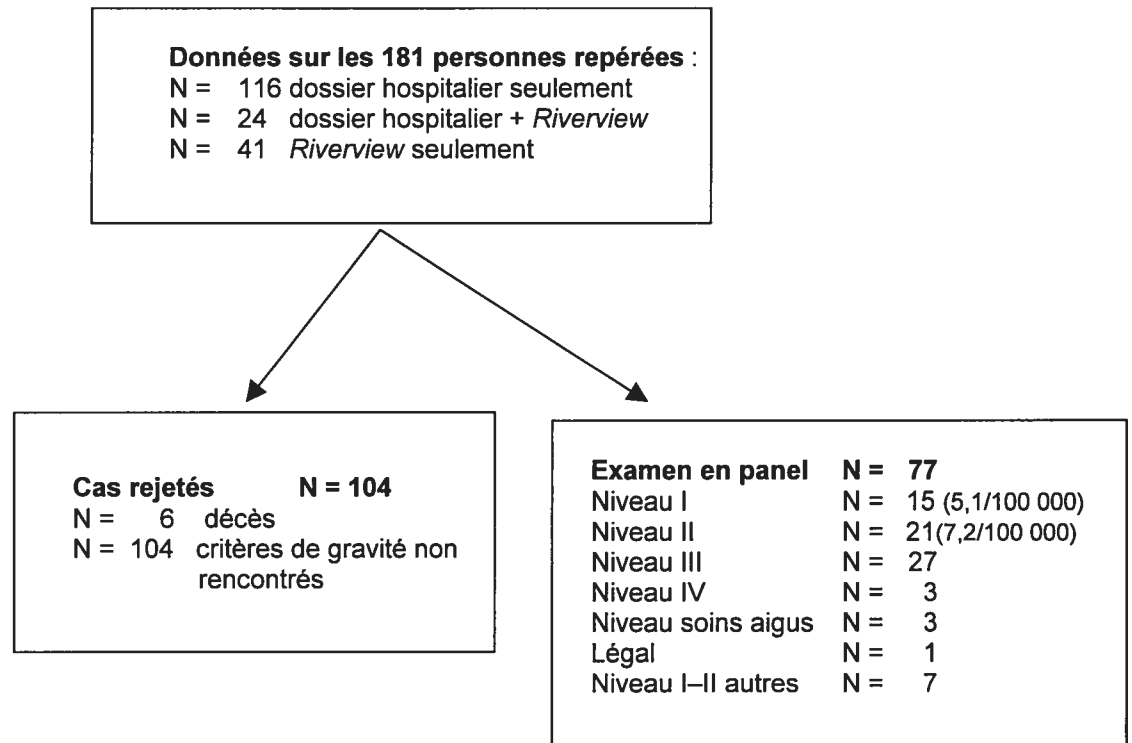 Données sur les 181 personnes repérées :
N = 116 dossier hospitalier seulement
N = 24 dossier hospitalier + Riverview
N = 41 Riverview seulement
Cas rejetés N = 104
N = 6 décès
N = 104 critères de gravité non
rencontrés
Examen en panel N = 77
Niveau I N = 15 (5,1/100 000)
Niveau II N = 21(7,2/100 000)
Niveau III N = 27
Niveau IV N = 3
Niveau soins aigus N = 3
Légal N = 1
Niveau I–II autres N = 7